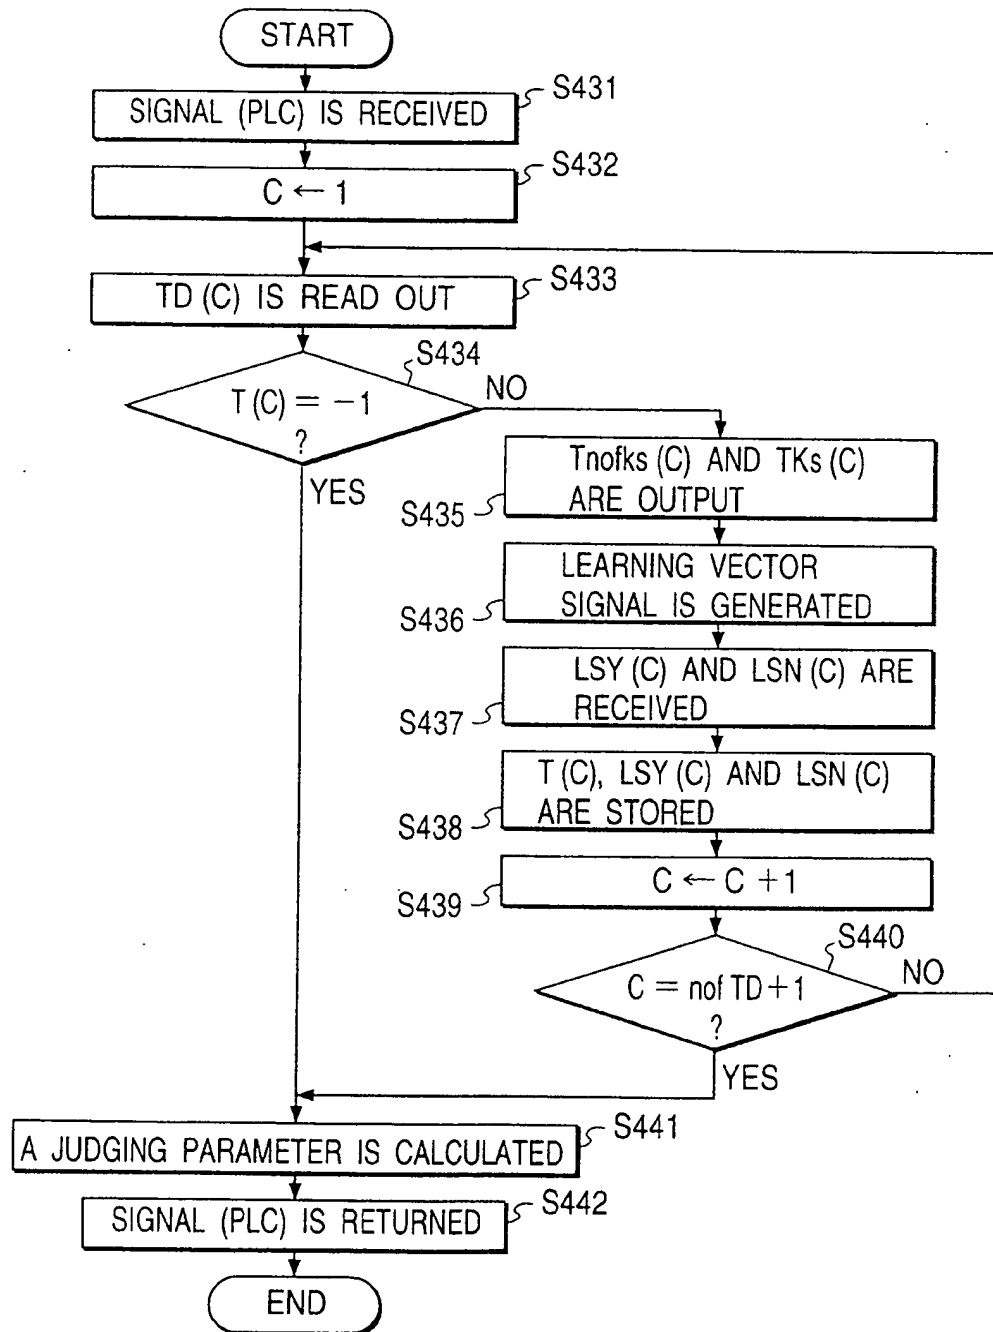 START
S431
SIGNAL (PLC) IS RECEIVED
S432
C ← 1
S433
TD (C) IS READ OUT
S434
T (C) = −1
?
NO
YES
Tnofks (C) AND TKs (C)
ARE OUTPUT
S435
LEARNING VECTOR
SIGNAL IS GENERATED
S436
LSY (C) AND LSN (C) ARE
RECEIVED
S437
T (C), LSY (C) AND LSN (C)
ARE STORED
S438
C ← C +1
S439
S440
C = nof TD+1
?
NO
YES
S441
A JUDGING PARAMETER IS CALCULATED
S442
SIGNAL (PLC) IS RETURNED
END